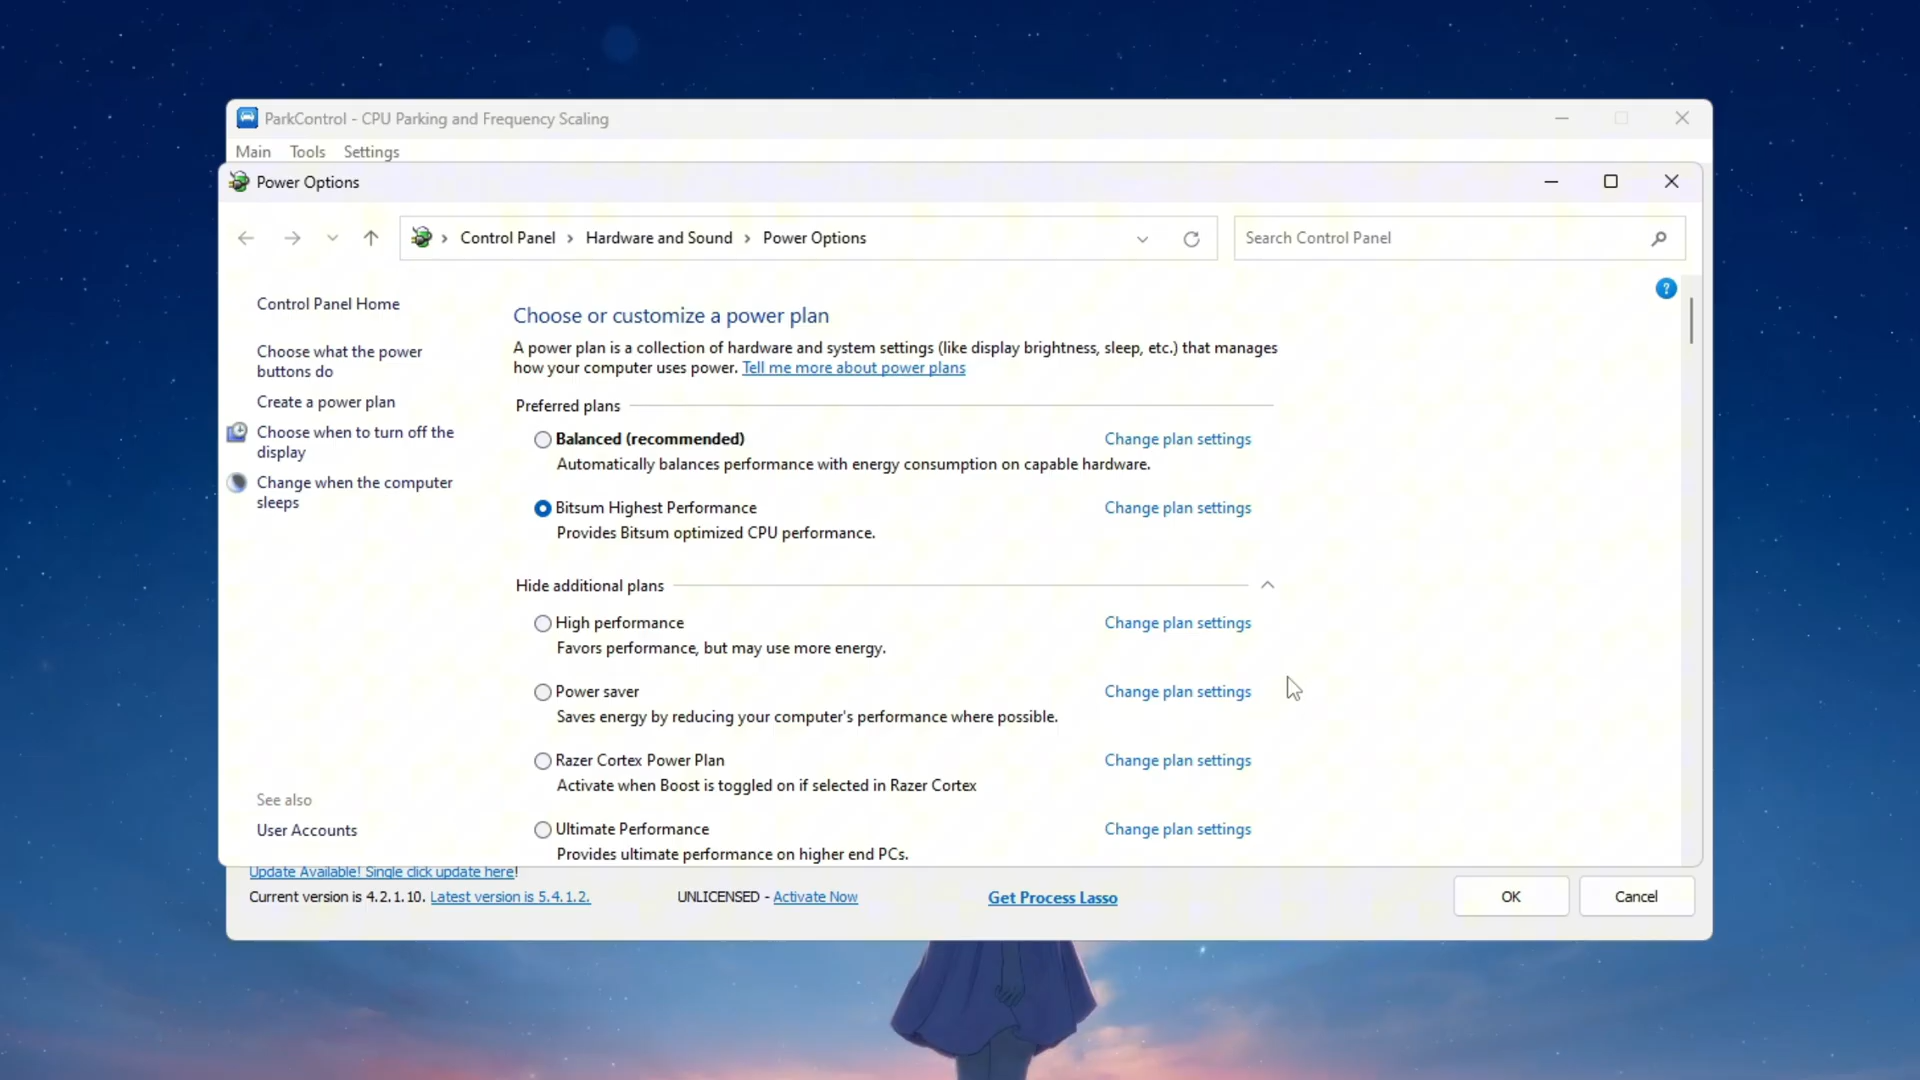 ParkControl - CPU Parking and Frequency Scaling
Main Tools Settings
Power Options
Control Panel Hardware and Sound Power Options
Search Control Panel
?
Control Panel Home
Choose what the power
buttons do
Create a power plan
Choose when to turn off the
display
Change when the computer
sleeps
See also
User Accounts
Choose or customize a power plan
A power plan is a collection of hardware and system settings (like display brightness, sleep, etc.) that manages
how your computer uses power. Tell me more about power plans
Preferred plans
Balanced (recommended) Change plan settings
Automatically balances performance with energy consumption on capable hardware.
Bitsum Highest Performance Change plan settings
Provides Bitsum optimized CPU performance.
Hide additional plans
High performance Change plan settings
Favors performance, but may use more energy.
Power saver Change plan settings
Saves energy by reducing your computer's performance where possible.
Razer Cortex Power Plan Change plan settings
Activate when Boost is toggled on if selected in Razer Cortex
Ultimate Performance Change plan settings
Provides ultimate performance on higher end PCs.
Update Available! Single click update here!
Current version is 4.2.1.10. Latest version is 5.4.1.2. UNLICENSED - Activate Now Get Process Lasso OK Cancel